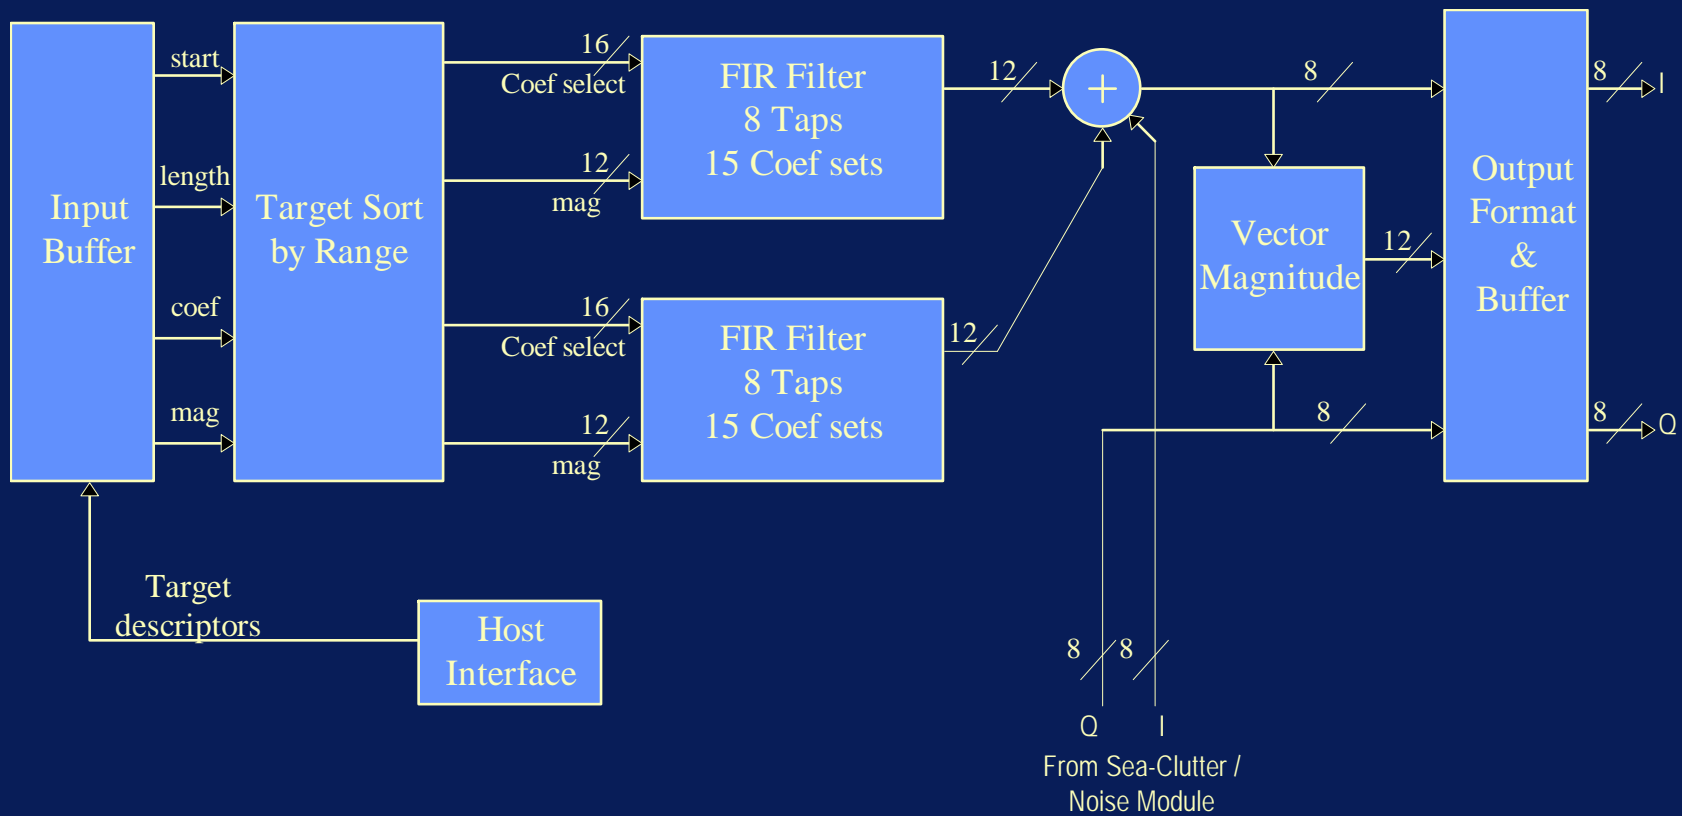 Input
Buffer
start
length
coef
mag
Target Sort
by Range
16
Coef select
12
mag
16
Coef select
12
mag
FIR Filter
8 Taps
15 Coef sets
FIR Filter
8 Taps
15 Coef sets
12
12
+
8
Vector
Magnitude
12
8
Output
Format
&
Buffer
8
I
8
Q
Target
descriptors
Host
Interface
8 8
Q I
From Sea-Clutter /
Noise Module